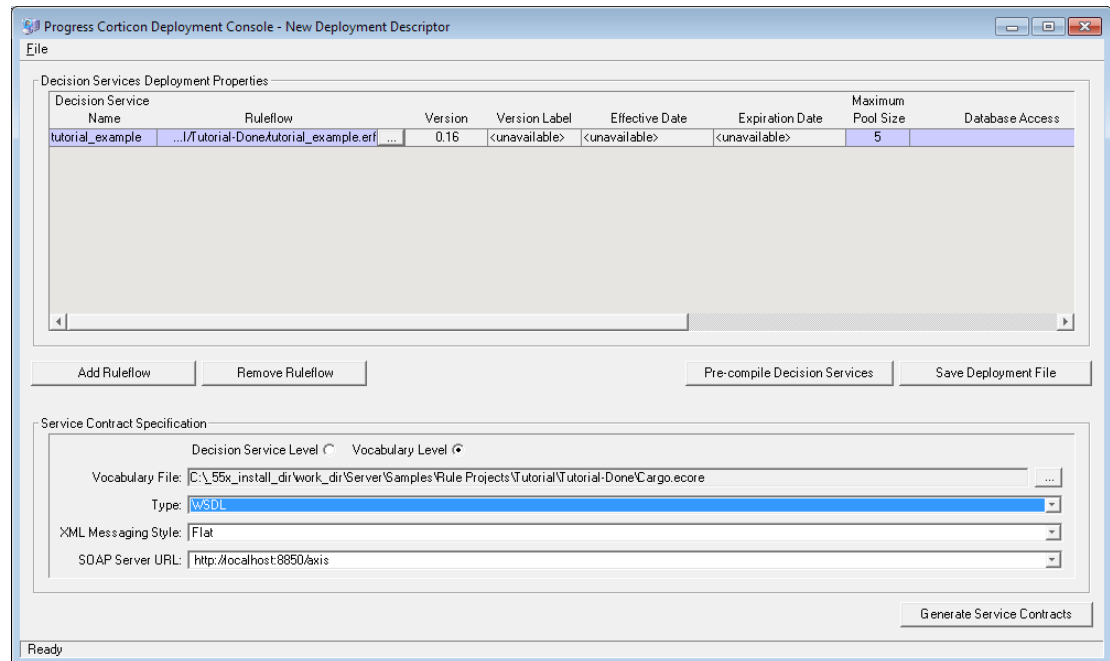 Progress Corticon Deployment Console - New Deployment Descriptor
File
Decision Services Deployment Properties
Decision Service Name Ruleflow Version Version Label Effective Date Expiration Date Maximum Pool Size Database Access
tutorial_example ...l/Tutorial-Done/tutorial_example.erf ... 0.16 <unavailable> <unavailable> <unavailable> 5
Add Ruleflow Remove Ruleflow Pre-compile Decision Services Save Deployment File
Service Contract Specification
Decision Service Level Vocabulary Level
Vocabulary File: C:\_55x_install_dir\work_dir\Server\Samples\Rule Projects\Tutorial\Tutorial-Done\Cargo.ecore ...
Type: WSDL
XML Messaging Style: Flat
SOAP Server URL: http://localhost:8850/axis
Generate Service Contracts
Ready